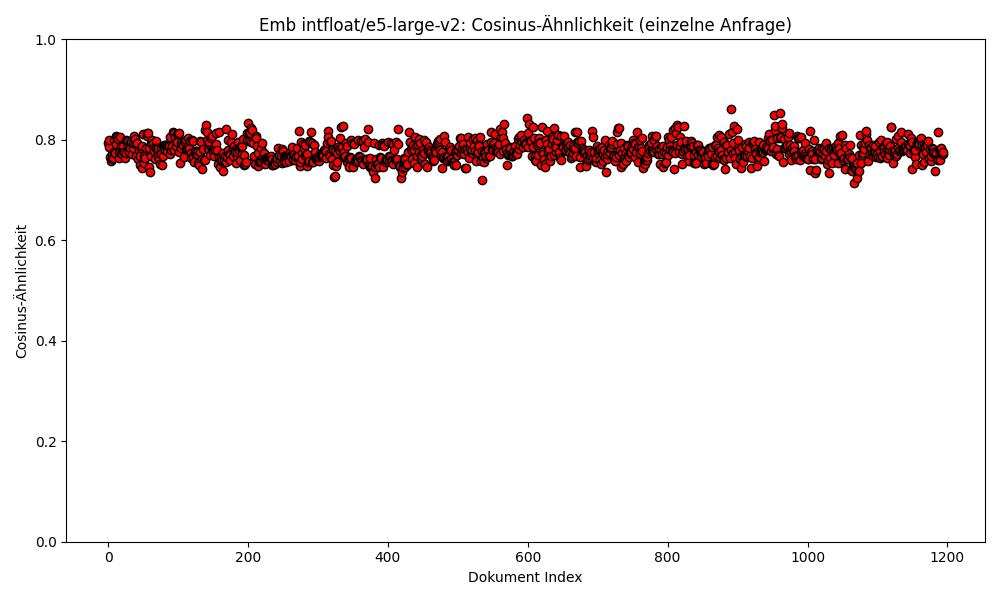 Emb intfloat/e5-large-v2: Cosinus-Ähnlichkeit (einzelne Anfrage)
1.0
0.8
0.6
0.4
0.2
0.0
Cosinus-Ähnlichkeit
0 200 400 600 800 1000 1200
Dokument Index